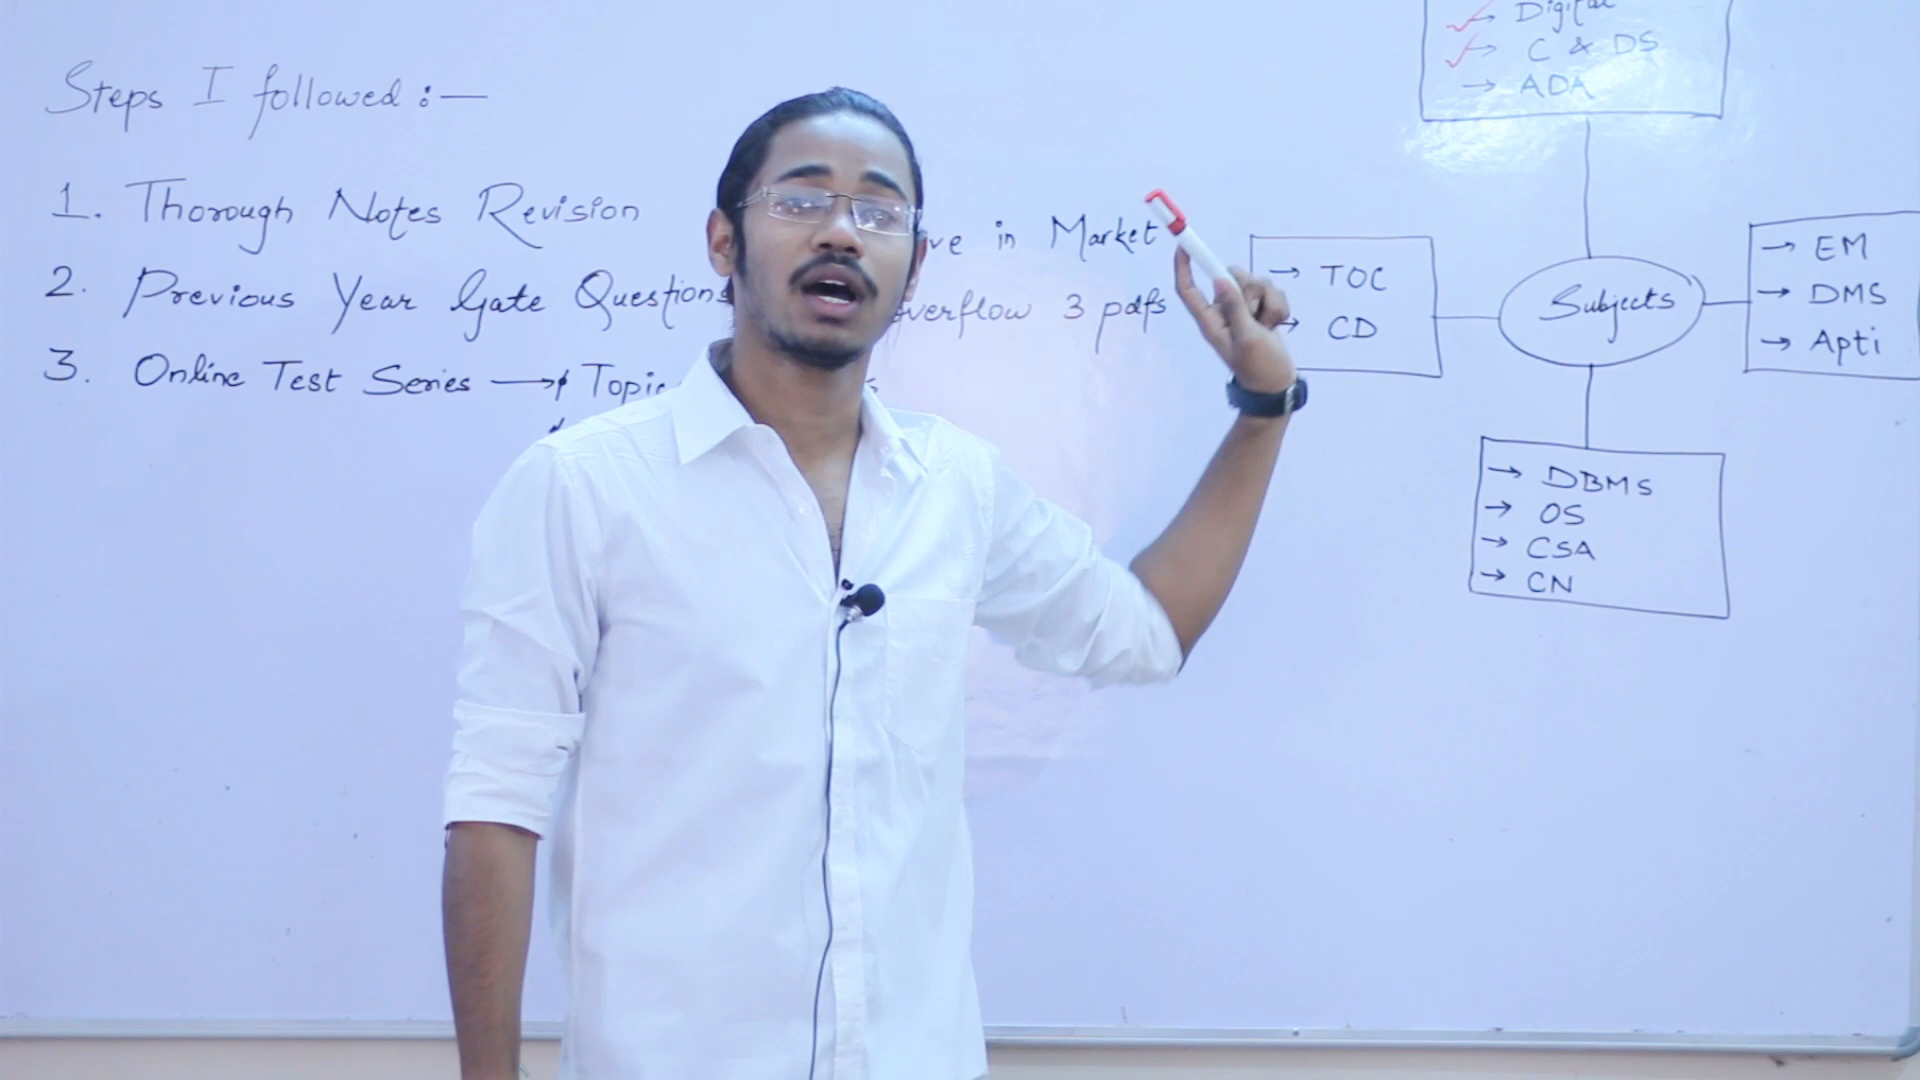 Steps I followed :—
1. Thorough Notes Revision
in Market
2. Previous Year Gate Questions
overflow 3 pdfs
3. Online Test Series → Topic
Digital
→ C & DS
→ ADA
→ TOC
→ CD
Subjects
→ EM
→ DMS
→ Apti
→ DBMS
→ OS
→ CSA
→ CN